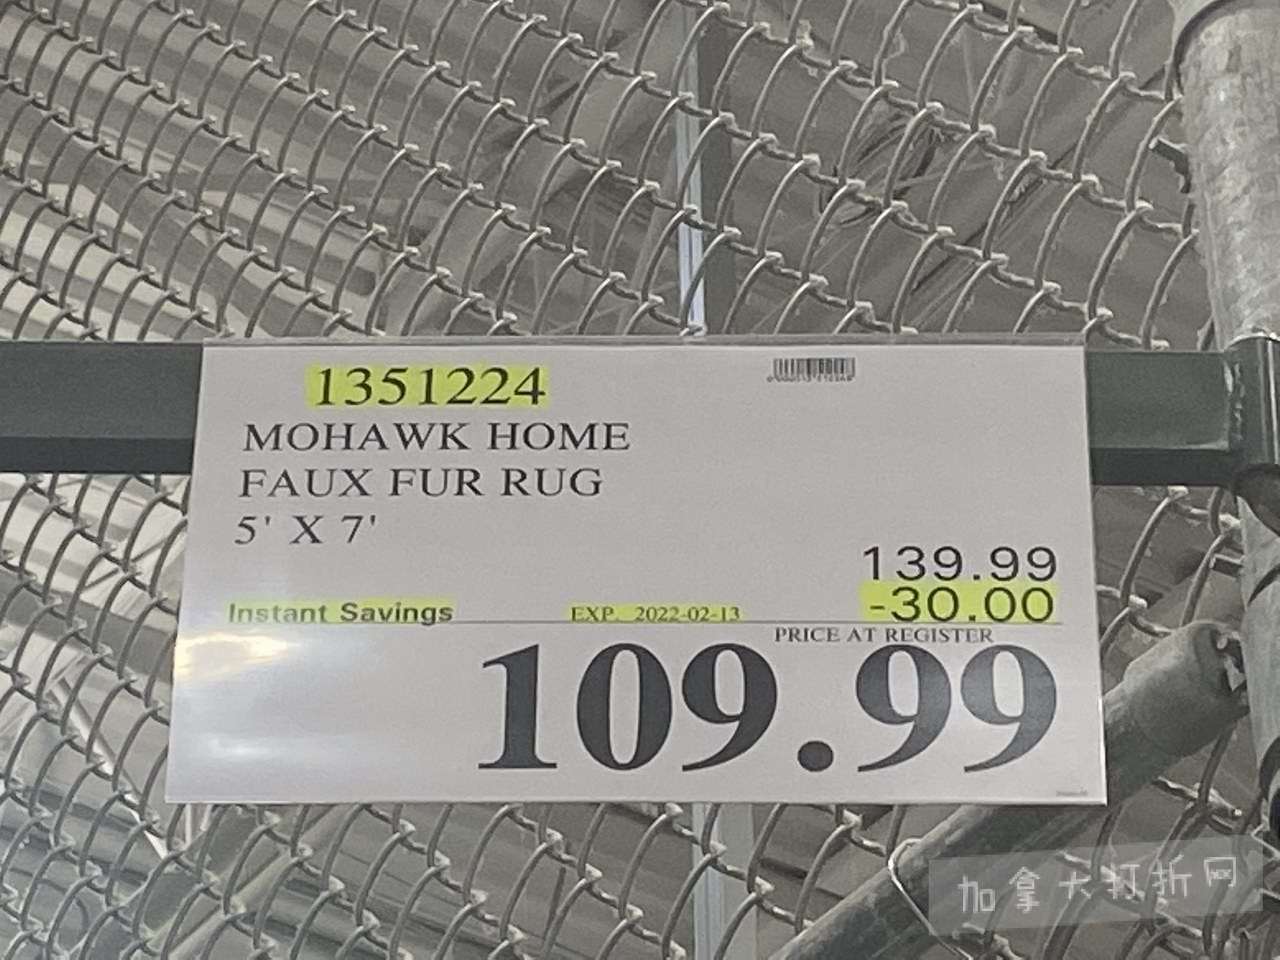 1351224
MOHAWK HOME
FAUX FUR RUG
5' X 7'
139.99
Instant Savings EXP. 2022-02-13 -30.00
PRICE AT REGISTER
109.99
加拿大打折网